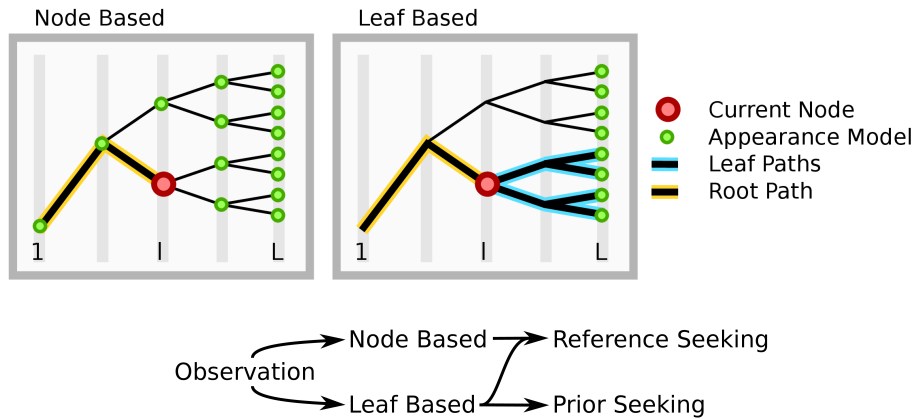 Node Based
Leaf Based
1 l L
1 l L
Current Node
Appearance Model
Leaf Paths
Root Path
Observation
Node Based
Reference Seeking
Leaf Based
Prior Seeking